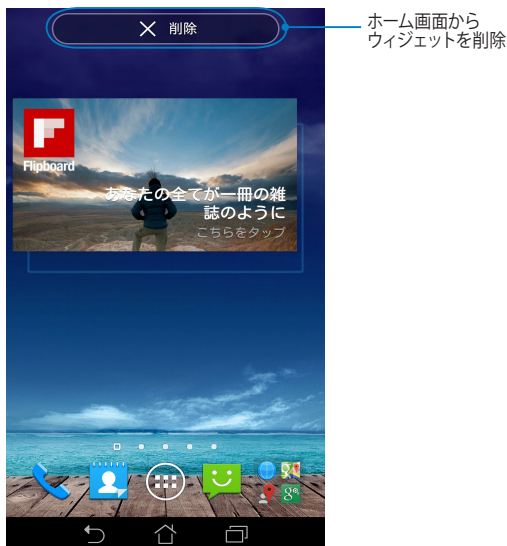 削除
ホーム画面から
ウィジェットを削除
Flipboard
あなたの全てが一冊の雑
誌のように
こちらをタップ